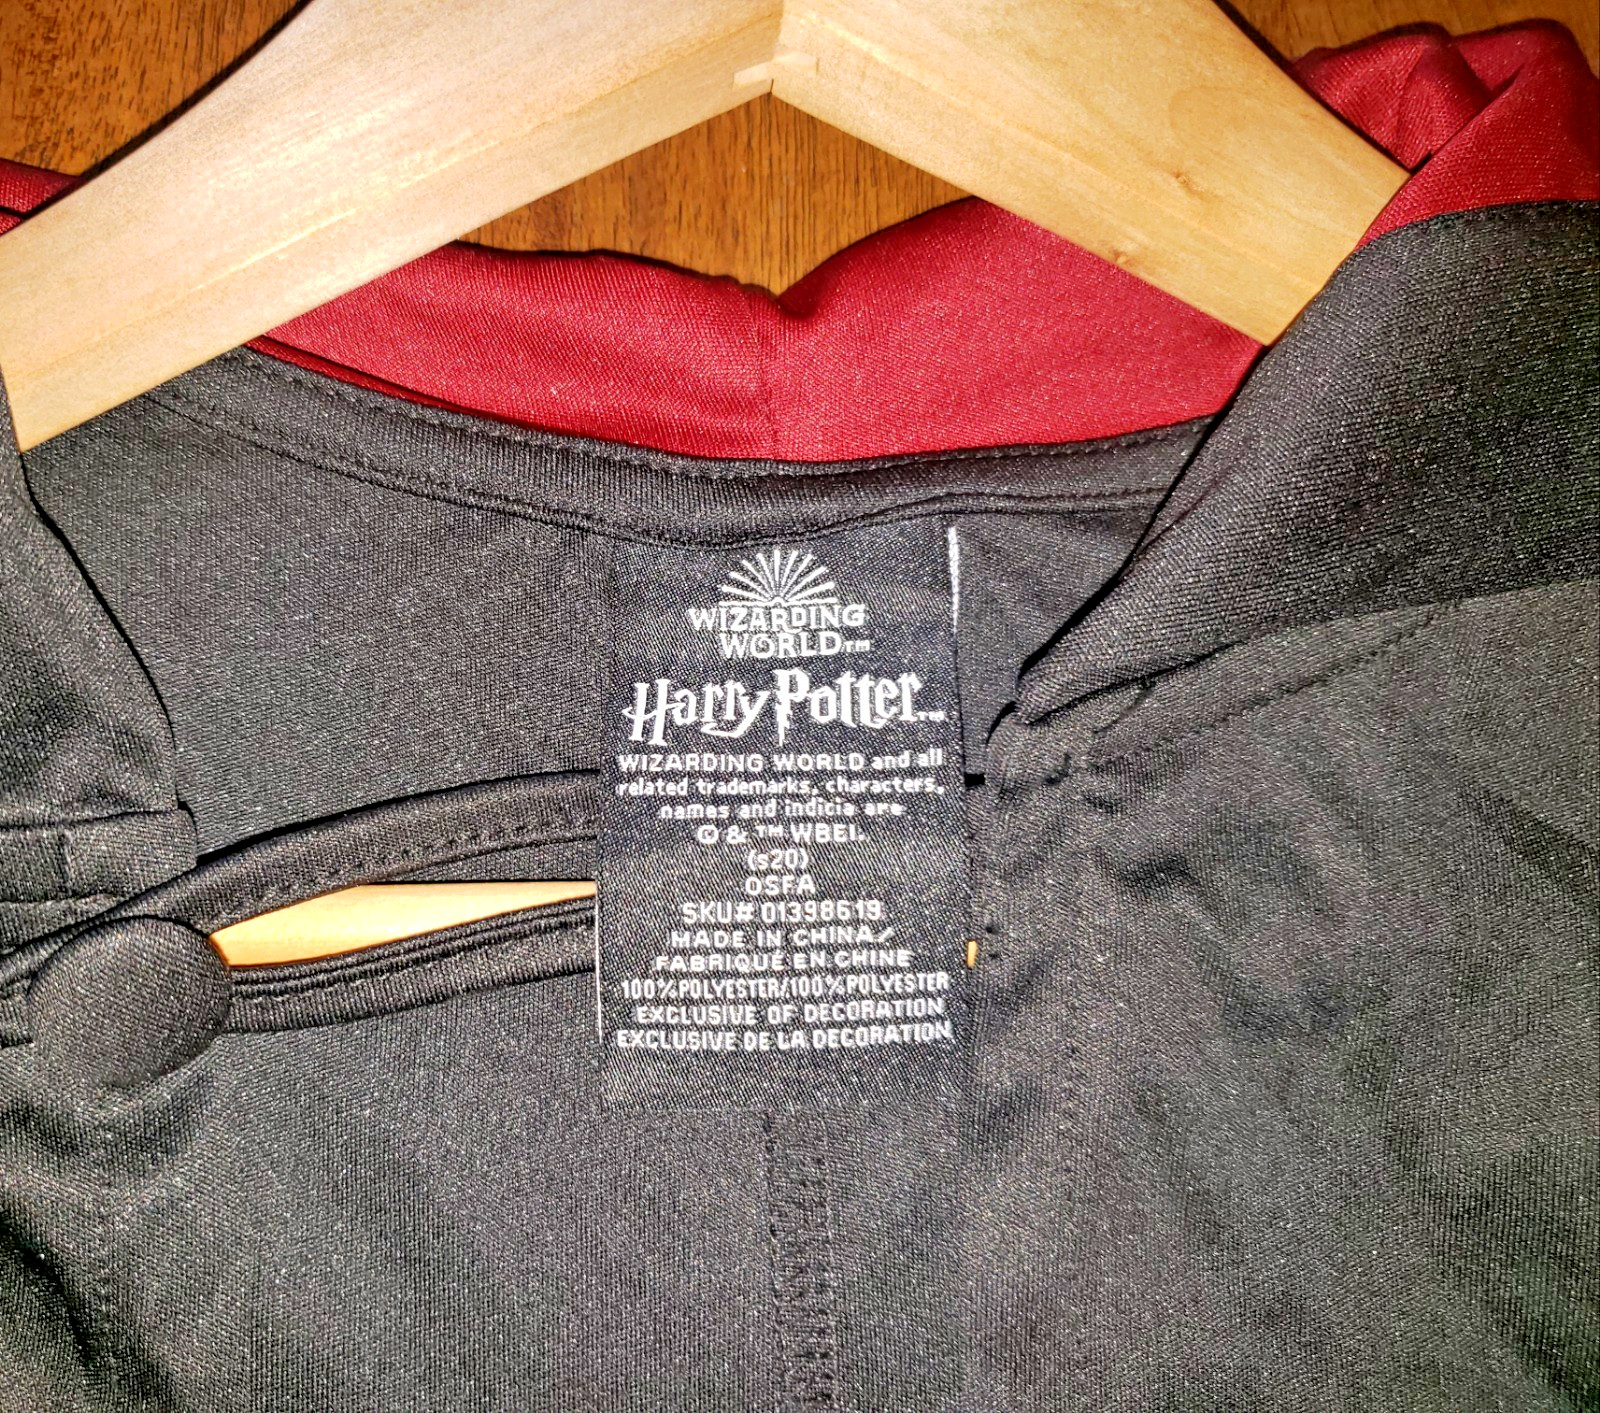 WIZARDING
WORLD™
Harry Potter™
WIZARDING WORLD and all
related trademarks, characters,
names and indicia are
© & ™ WBEI.
(s20)
OSFA
SKU# 01398619
MADE IN CHINA/
FABRIQUÉ EN CHINE
100%POLYESTER/100%POLYESTER
EXCLUSIVE OF DECORATION
EXCLUSIVE DE LA DECORATION